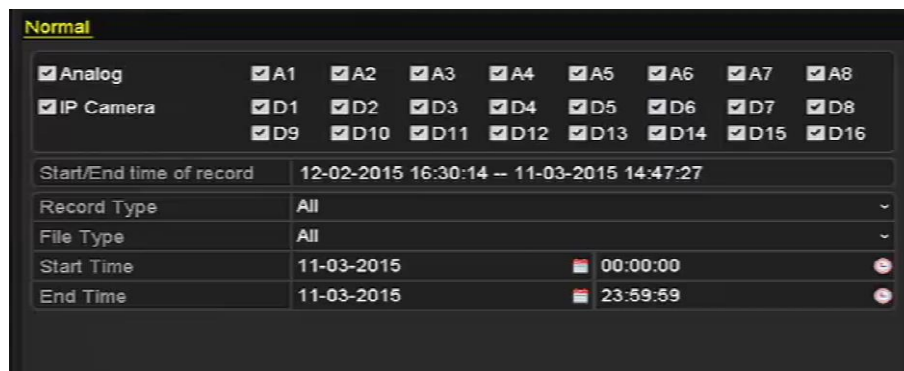 Normal
Analog A1 A2 A3 A4 A5 A6 A7 A8
IP Camera D1 D2 D3 D4 D5 D6 D7 D8
D9 D10 D11 D12 D13 D14 D15 D16
Start/End time of record 12-02-2015 16:30:14 -- 11-03-2015 14:47:27
Record Type All
File Type All
Start Time 11-03-2015 00:00:00
End Time 11-03-2015 23:59:59